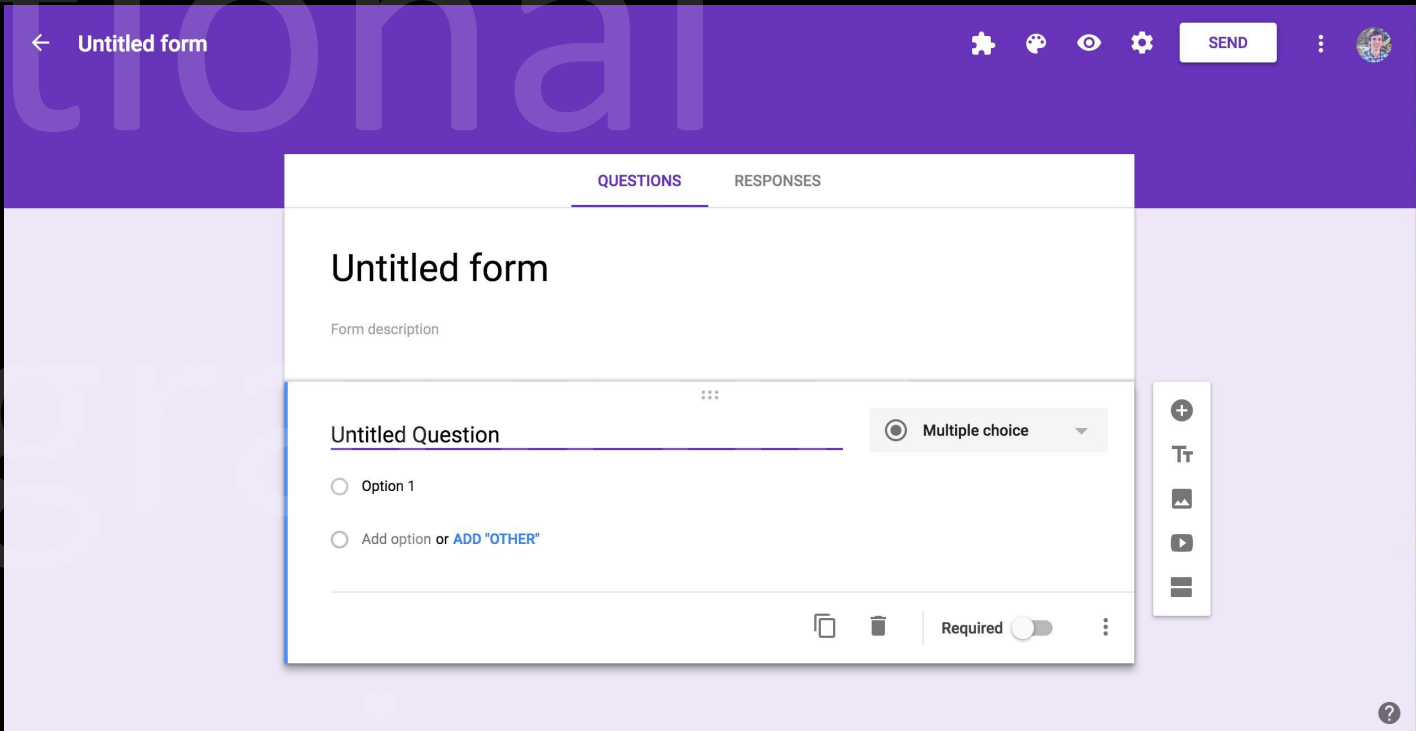 tional
Untitled form
SEND
QUESTIONS RESPONSES
Untitled form
Form description
gra
Untitled Question
Multiple choice
Option 1
Add option or ADD "OTHER"
Required